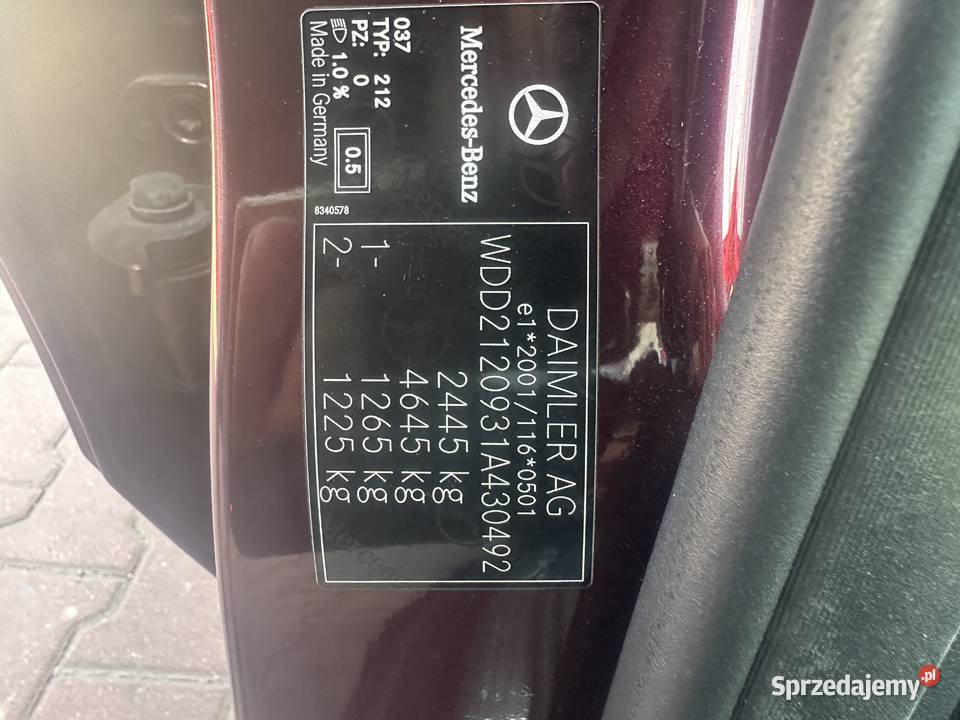 Mercedes-Benz
037
TYP: 212
PZ: 0
1.0 %
Made in Germany
0.5
8340578
DAIMLER AG
e1*2001/116*0501
WDD2120931A430492
2445 kg
4645 kg
1- 1265 kg
2- 1225 kg
Sprzedajemy.pl